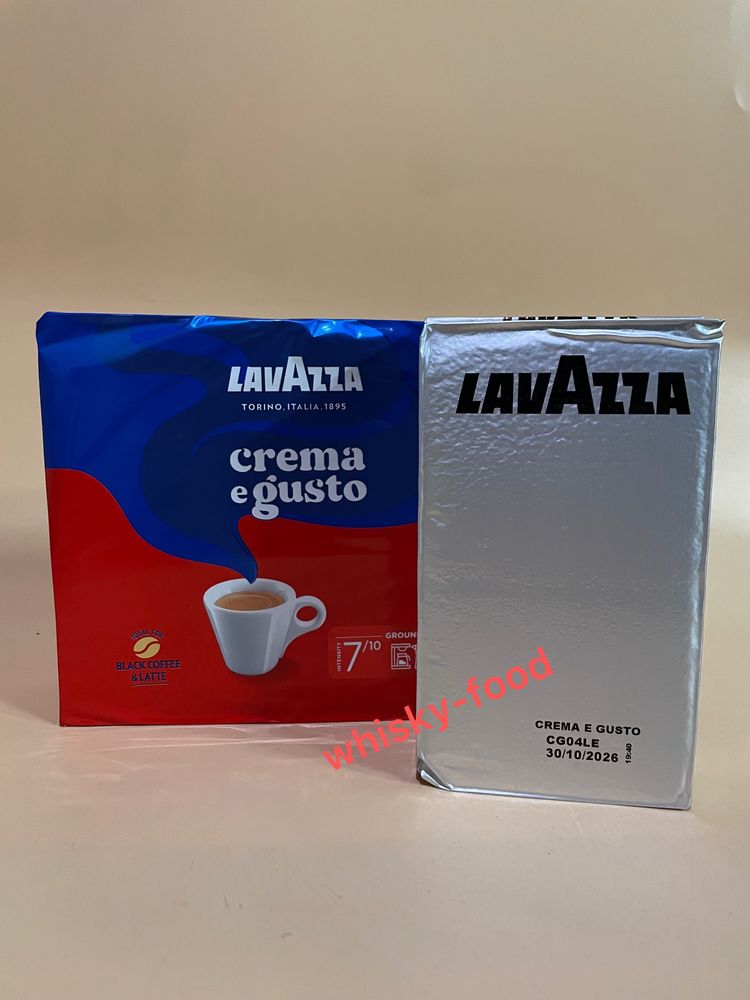 LAVAZZA
TORINO, ITALIA, 1895
crema
e gusto
IDEAL FOR
BLACK COFFEE
& LATTE
INTENSITY
7/10
LAVAZZA
CREMA E GUSTO
CG04LE
30/10/2026
19:40
whisky-food